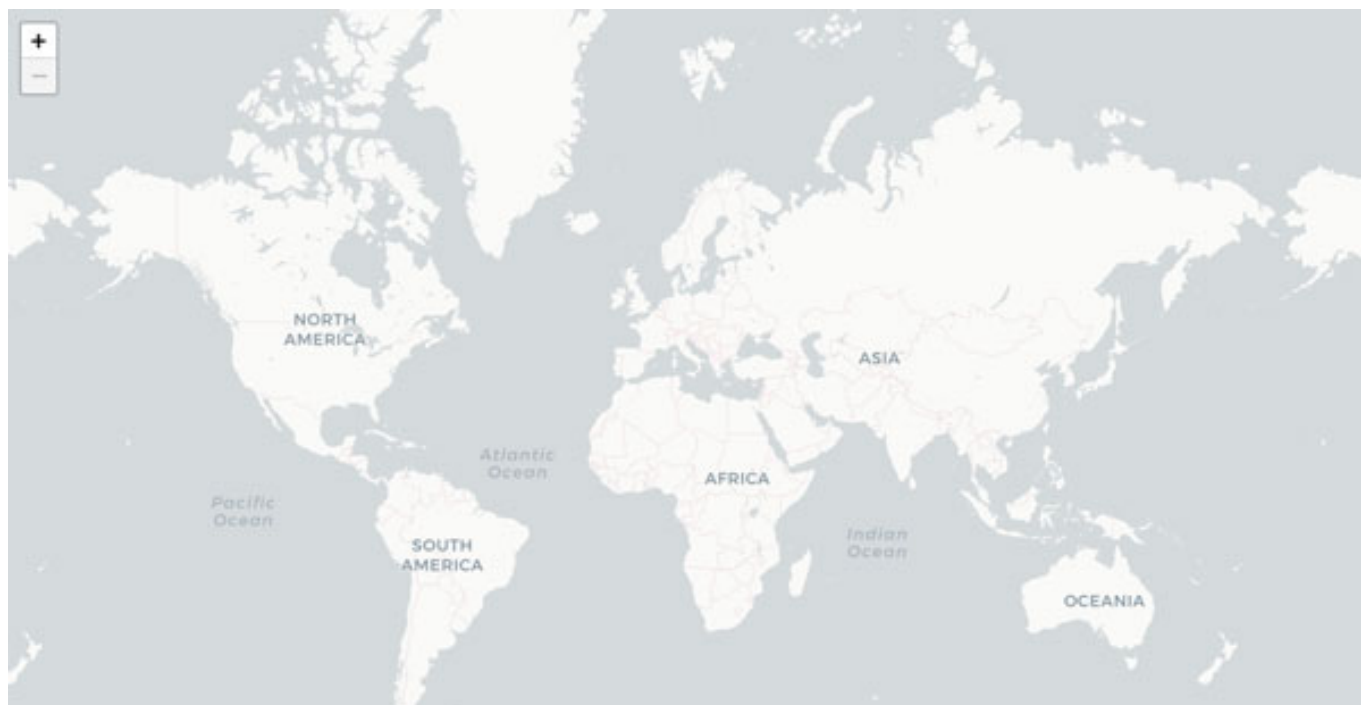 +
−
NORTH
AMERICA
ASIA
Atlantic
Ocean
AFRICA
Pacific
Ocean
Indian
Ocean
SOUTH
AMERICA
OCEANIA